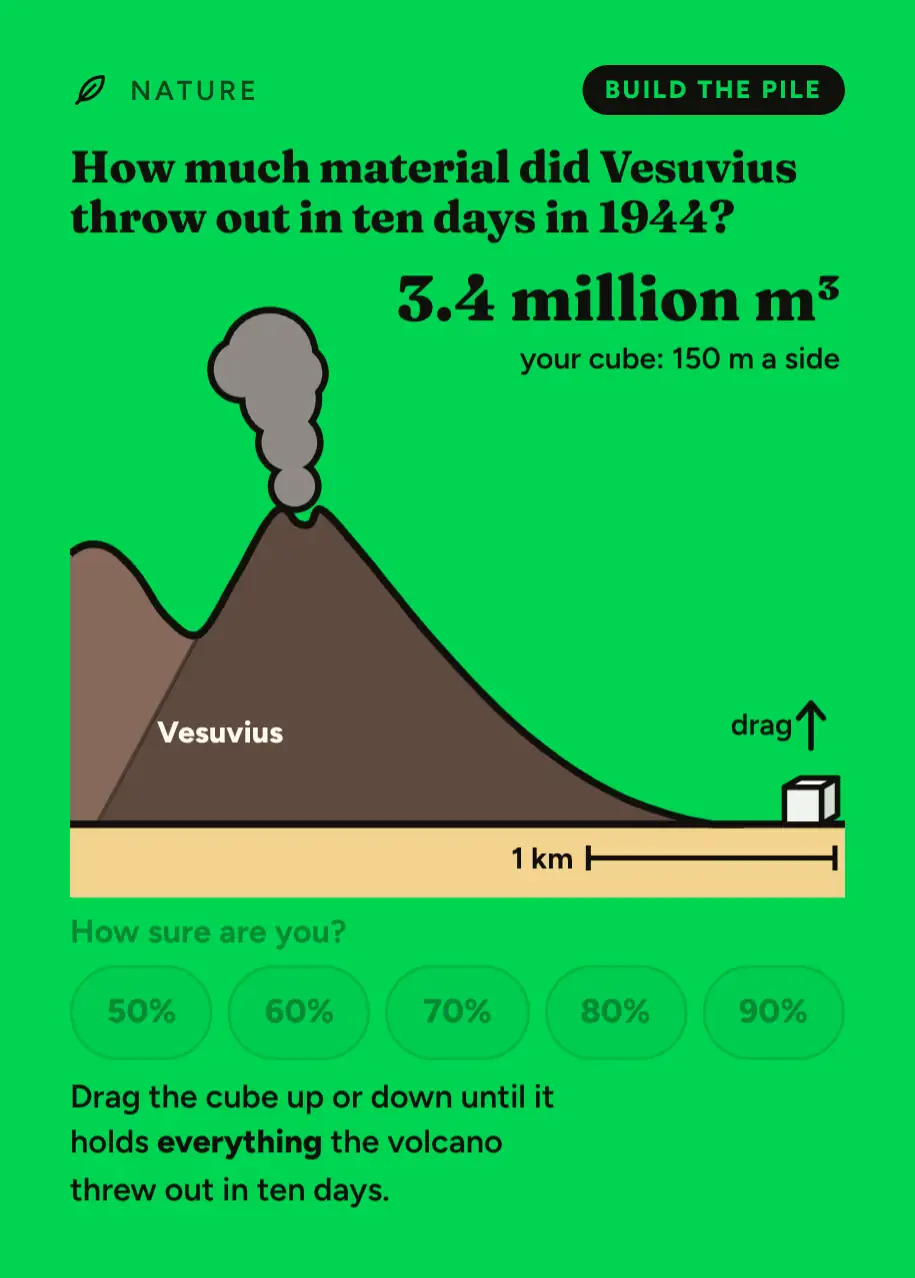 NATURE
BUILD THE PILE
How much material did Vesuvius
throw out in ten days in 1944?
3.4 million m³
your cube: 150 m a side
Vesuvius
drag
1 km
How sure are you?
50%
60%
70%
80%
90%
Drag the cube up or down until it
holds everything the volcano
threw out in ten days.